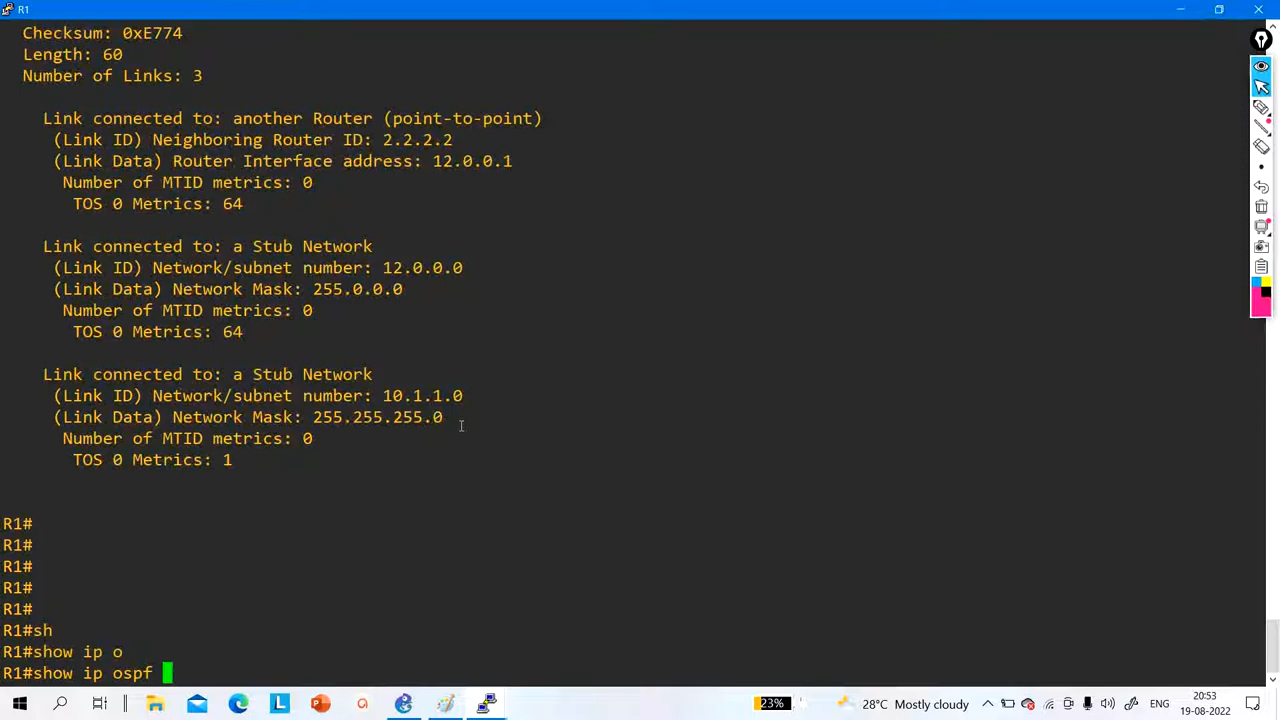 R1
Checksum: 0xE774
Length: 60
Number of Links: 3
Link connected to: another Router (point-to-point)
(Link ID) Neighboring Router ID: 2.2.2.2
(Link Data) Router Interface address: 12.0.0.1
Number of MTID metrics: 0
TOS 0 Metrics: 64
Link connected to: a Stub Network
(Link ID) Network/subnet number: 12.0.0.0
(Link Data) Network Mask: 255.0.0.0
Number of MTID metrics: 0
TOS 0 Metrics: 64
Link connected to: a Stub Network
(Link ID) Network/subnet number: 10.1.1.0
(Link Data) Network Mask: 255.255.255.0
Number of MTID metrics: 0
TOS 0 Metrics: 1
R1#
R1#
R1#
R1#
R1#
R1#sh
R1#show ip o
R1#show ip ospf
23%
28°C Mostly cloudy
ENG
20:53
19-08-2022